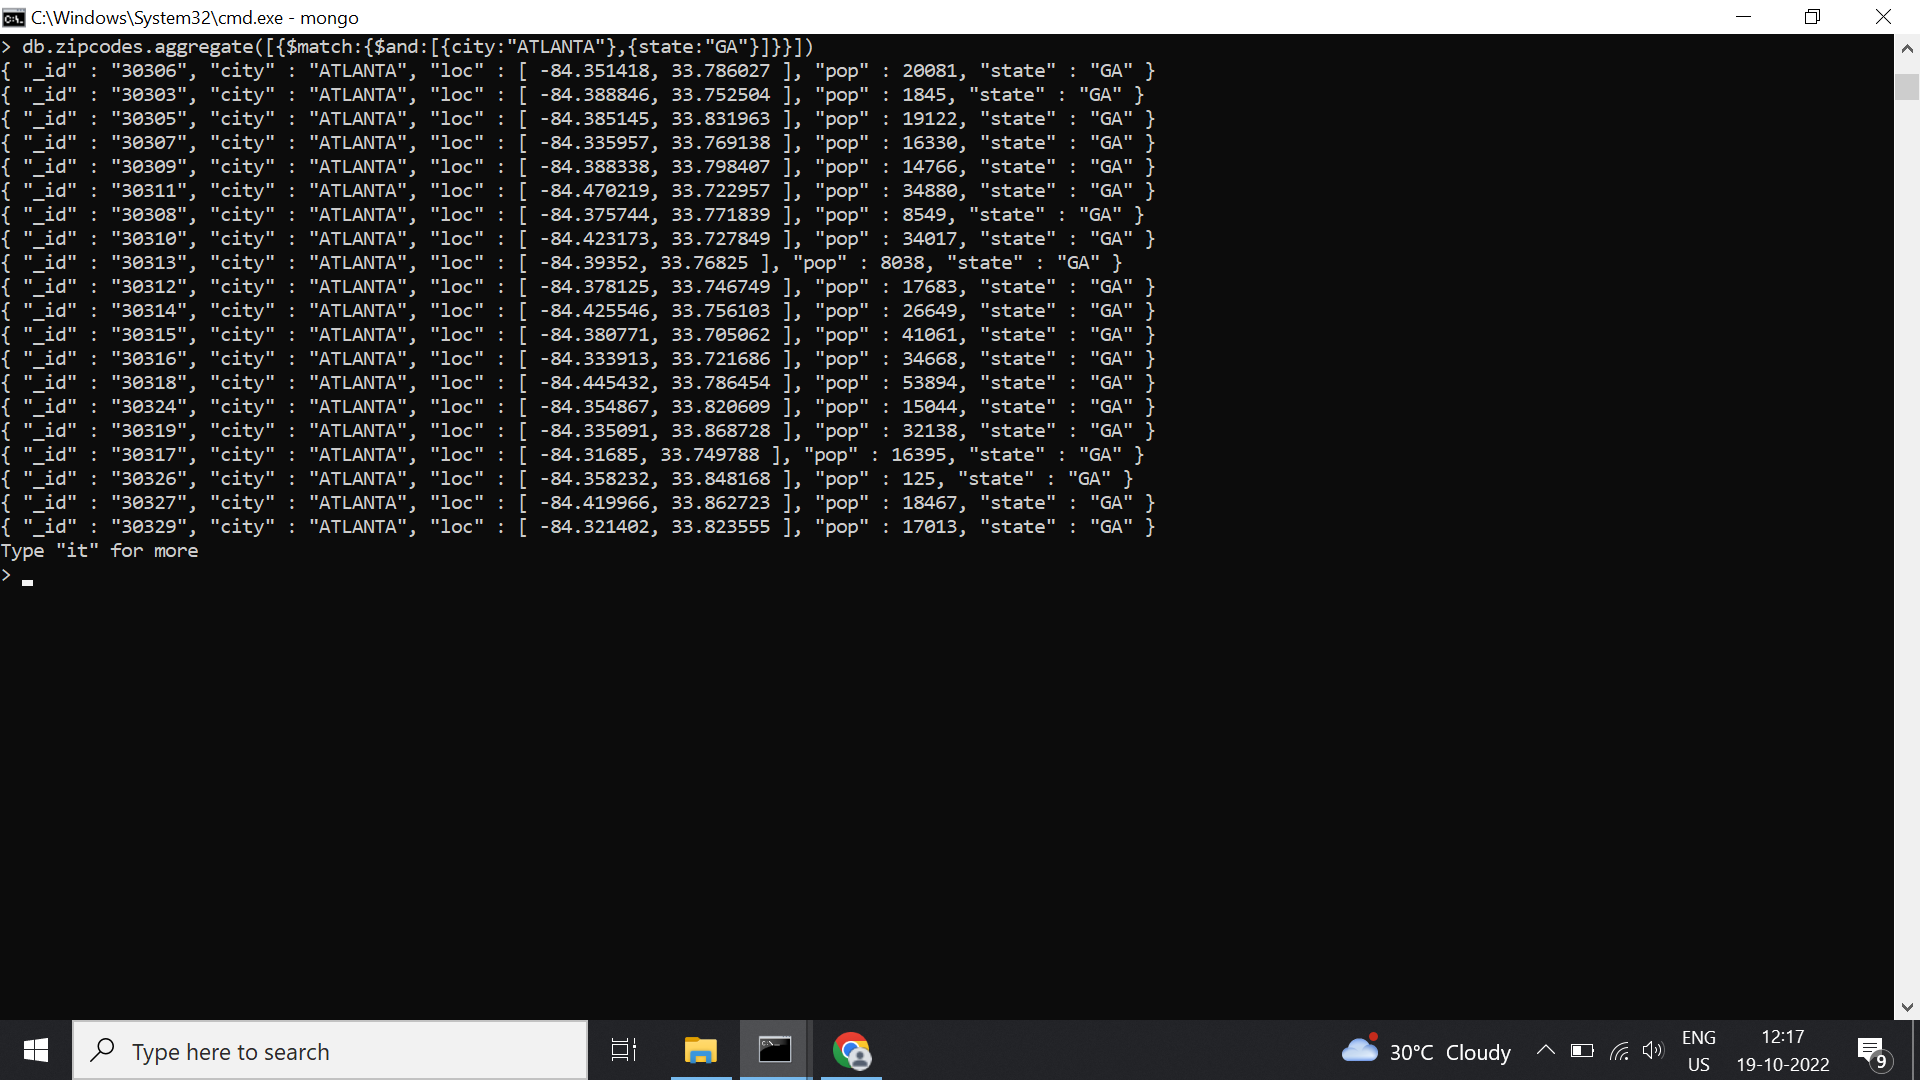 C:\Windows\System32\cmd.exe - mongo
> db.zipcodes.aggregate([{$match:{$and:[{city:"ATLANTA"},{state:"GA"}]}}])
{ "_id" : "30306", "city" : "ATLANTA", "loc" : [ -84.351418, 33.786027 ], "pop" : 20081, "state" : "GA" }
{ "_id" : "30303", "city" : "ATLANTA", "loc" : [ -84.388846, 33.752504 ], "pop" : 1845, "state" : "GA" }
{ "_id" : "30305", "city" : "ATLANTA", "loc" : [ -84.385145, 33.831963 ], "pop" : 19122, "state" : "GA" }
{ "_id" : "30307", "city" : "ATLANTA", "loc" : [ -84.335957, 33.769138 ], "pop" : 16330, "state" : "GA" }
{ "_id" : "30309", "city" : "ATLANTA", "loc" : [ -84.388338, 33.798407 ], "pop" : 14766, "state" : "GA" }
{ "_id" : "30311", "city" : "ATLANTA", "loc" : [ -84.470219, 33.722957 ], "pop" : 34880, "state" : "GA" }
{ "_id" : "30308", "city" : "ATLANTA", "loc" : [ -84.375744, 33.771839 ], "pop" : 8549, "state" : "GA" }
{ "_id" : "30310", "city" : "ATLANTA", "loc" : [ -84.423173, 33.727849 ], "pop" : 34017, "state" : "GA" }
{ "_id" : "30313", "city" : "ATLANTA", "loc" : [ -84.39352, 33.76825 ], "pop" : 8038, "state" : "GA" }
{ "_id" : "30312", "city" : "ATLANTA", "loc" : [ -84.378125, 33.746749 ], "pop" : 17683, "state" : "GA" }
{ "_id" : "30314", "city" : "ATLANTA", "loc" : [ -84.425546, 33.756103 ], "pop" : 26649, "state" : "GA" }
{ "_id" : "30315", "city" : "ATLANTA", "loc" : [ -84.380771, 33.705062 ], "pop" : 41061, "state" : "GA" }
{ "_id" : "30316", "city" : "ATLANTA", "loc" : [ -84.333913, 33.721686 ], "pop" : 34668, "state" : "GA" }
{ "_id" : "30318", "city" : "ATLANTA", "loc" : [ -84.445432, 33.786454 ], "pop" : 53894, "state" : "GA" }
{ "_id" : "30324", "city" : "ATLANTA", "loc" : [ -84.354867, 33.820609 ], "pop" : 15044, "state" : "GA" }
{ "_id" : "30319", "city" : "ATLANTA", "loc" : [ -84.335091, 33.868728 ], "pop" : 32138, "state" : "GA" }
{ "_id" : "30317", "city" : "ATLANTA", "loc" : [ -84.31685, 33.749788 ], "pop" : 16395, "state" : "GA" }
{ "_id" : "30326", "city" : "ATLANTA", "loc" : [ -84.358232, 33.848168 ], "pop" : 125, "state" : "GA" }
{ "_id" : "30327", "city" : "ATLANTA", "loc" : [ -84.419966, 33.862723 ], "pop" : 18467, "state" : "GA" }
{ "_id" : "30329", "city" : "ATLANTA", "loc" : [ -84.321402, 33.823555 ], "pop" : 17013, "state" : "GA" }
Type "it" for more
>
Type here to search
30°C Cloudy
ENG
US
12:17
19-10-2022
9